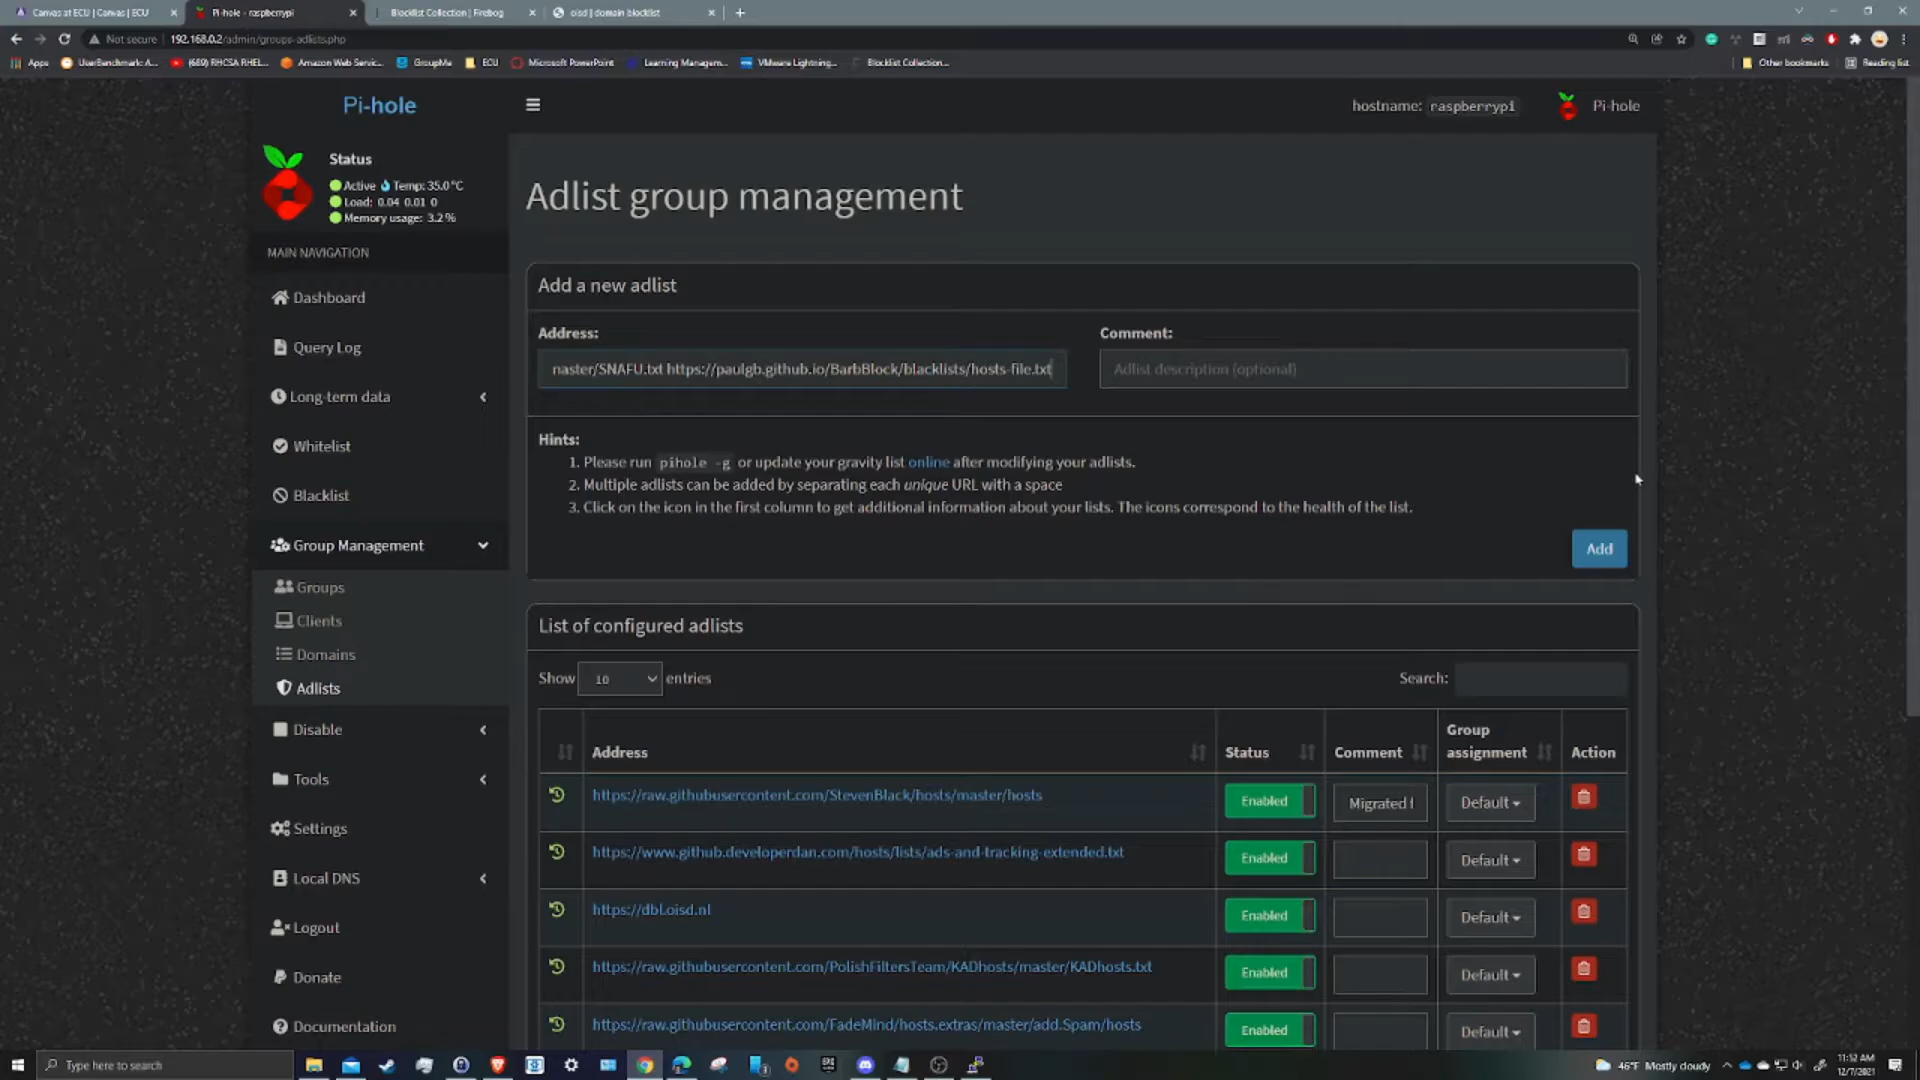 Canvas at ECU | Canvas | ECU
Pi-hole - raspberrypi
Blocklist Collection | Firebog
oisd | domain blocklist
Not secure | 192.168.0.2/admin/groups-adlists.php
Apps
UserBenchmark: A...
(689) RHCSA RHEL...
Amazon Web Servic...
GroupMe
ECU
Microsoft PowerPoint
Learning Managem...
VMware Lightning...
Blocklist Collection...
Other bookmarks
Reading list
Pi-hole
hostname: raspberrypi
Pi-hole
Status
Active Temp: 35.0 °C
Load: 0.04 0.01 0
Memory usage: 3.2 %
MAIN NAVIGATION
Dashboard
Query Log
Long-term data
Whitelist
Blacklist
Group Management
Groups
Clients
Domains
Adlists
Disable
Tools
Settings
Local DNS
Logout
Donate
Documentation
Adlist group management
Add a new adlist
Address:
Comment:
naster/SNAFU.txt https://paulgb.github.io/BarbBlock/blacklists/hosts-file.txt
Adlist description (optional)
Hints:
1. Please run pihole -g or update your gravity list online after modifying your adlists.
2. Multiple adlists can be added by separating each unique URL with a space
3. Click on the icon in the first column to get additional information about your lists. The icons correspond to the health of the list.
Add
List of configured adlists
Show 10 entries
Search:
Address
Status
Comment
Group assignment
Action
https://raw.githubusercontent.com/StevenBlack/hosts/master/hosts
Enabled
Migrated f
Default
https://www.github.developerdan.com/hosts/lists/ads-and-tracking-extended.txt
Enabled
Default
https://dbl.oisd.nl
Enabled
Default
https://raw.githubusercontent.com/PolishFiltersTeam/KADhosts/master/KADhosts.txt
Enabled
Default
https://raw.githubusercontent.com/FadeMind/hosts.extras/master/add.Spam/hosts
Enabled
Default
Type here to search
46°F Mostly cloudy
11:52 AM
12/7/2021